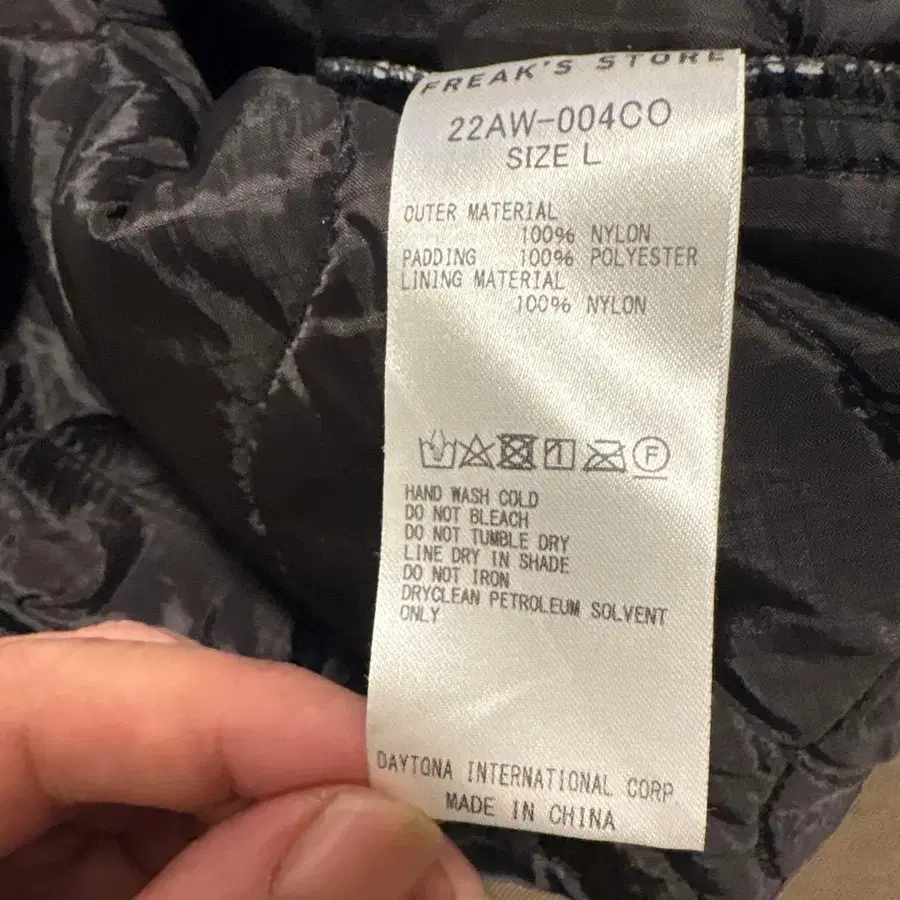 FREAK'S STORE
22AW-004CO
SIZE L
OUTER MATERIAL
100% NYLON
PADDING 100% POLYESTER
LINING MATERIAL
100% NYLON
F
HAND WASH COLD
DO NOT BLEACH
DO NOT TUMBLE DRY
LINE DRY IN SHADE
DO NOT IRON
DRYCLEAN PETROLEUM SOLVENT
ONLY
DAYTONA INTERNATIONAL CORP
MADE IN CHINA